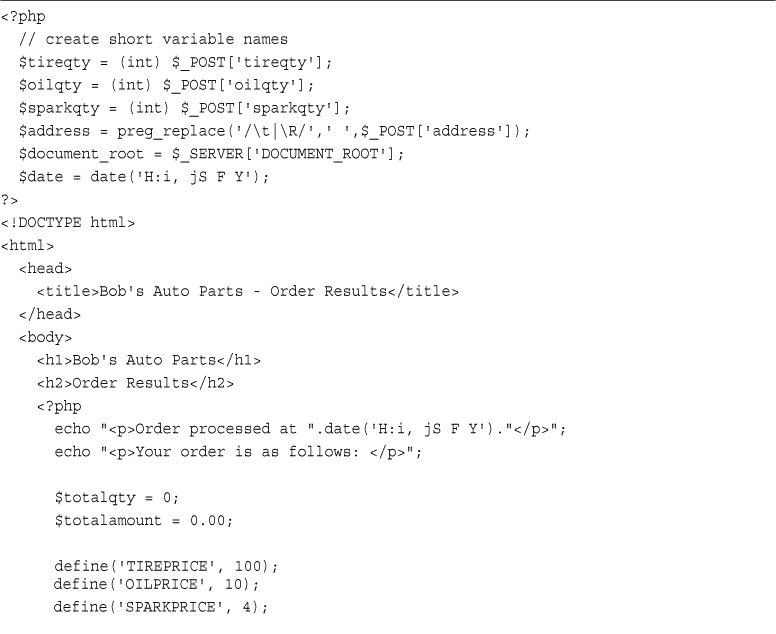 <?php
  // create short variable names
  $tireqty = (int) $_POST['tireqty'];
  $oilqty = (int) $_POST['oilqty'];
  $sparkqty = (int) $_POST['sparkqty'];
  $address = preg_replace('/\t|\R/',' ',$_POST['address']);
  $document_root = $_SERVER['DOCUMENT_ROOT'];
  $date = date('H:i, jS F Y');
?>
<!DOCTYPE html>
<html>
  <head>
    <title>Bob's Auto Parts - Order Results</title>
  </head>
  <body>
    <h1>Bob's Auto Parts</h1>
    <h2>Order Results</h2>
    <?php
      echo "<p>Order processed at ".date('H:i, jS F Y')."</p>";
      echo "<p>Your order is as follows: </p>";

      $totalqty = 0;
      $totalamount = 0.00;

      define('TIREPRICE', 100);
      define('OILPRICE', 10);
      define('SPARKPRICE', 4);